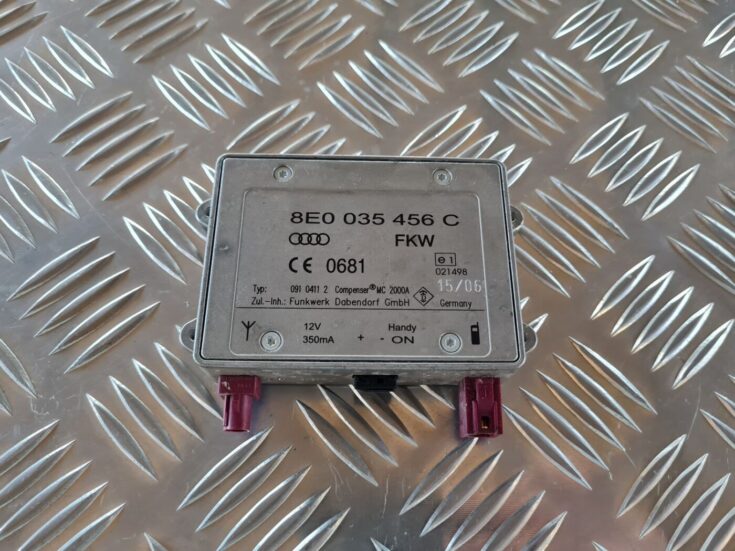 8E0 035 456 C
FKW
CE 0681
e1
021498
15/06
Typ: 091 0411 2 Compenser® MC 2000A
Zul.-Inh.: Funkwerk Dabendorf GmbH Germany
12V Handy
350mA + - ON